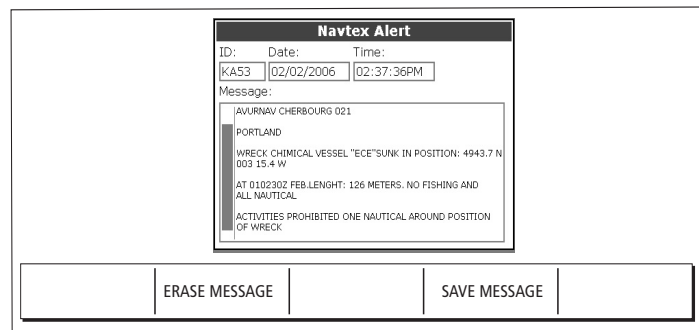 Navtex Alert
ID: Date: Time:
KA53 02/02/2006 02:37:36PM
Message:
AVURNAV CHERBOURG 021
PORTLAND
WRECK CHIMICAL VESSEL "ECE"SUNK IN POSITION: 4943.7 N
003 15.4 W
AT 010230Z FEB.LENGHT: 126 METERS. NO FISHING AND
ALL NAUTICAL
ACTIVITIES PROHIBITED ONE NAUTICAL AROUND POSITION
OF WRECK
ERASE MESSAGE SAVE MESSAGE